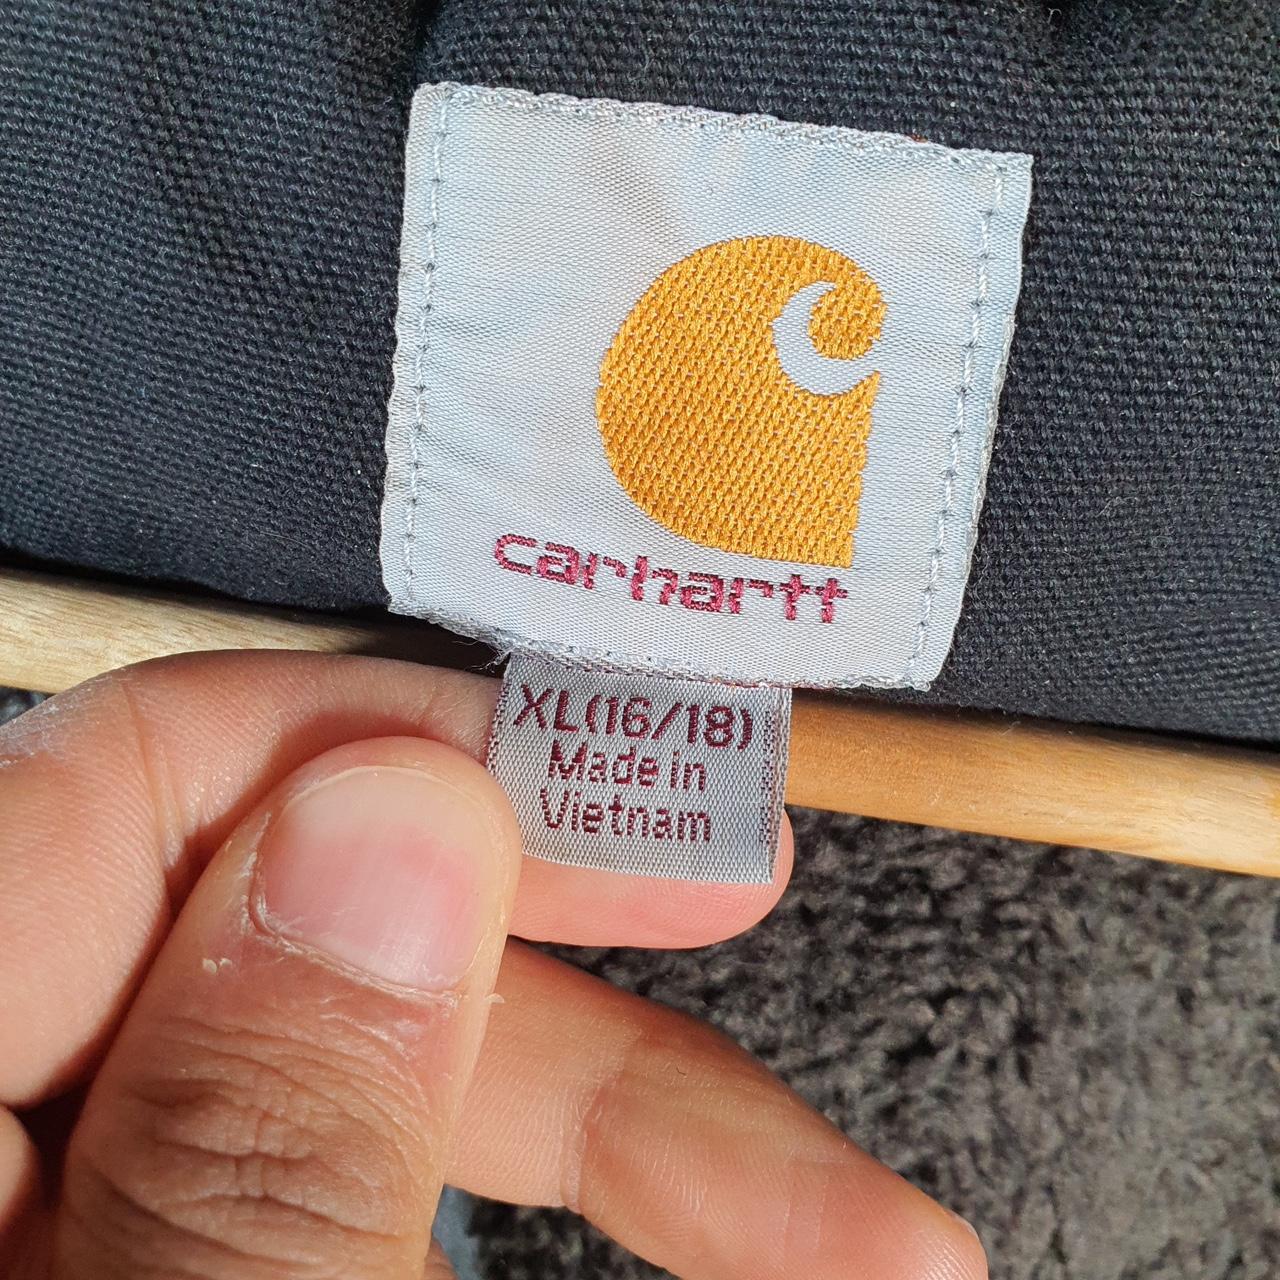 carhartt
XL(16/18)
Made in
Vietnam